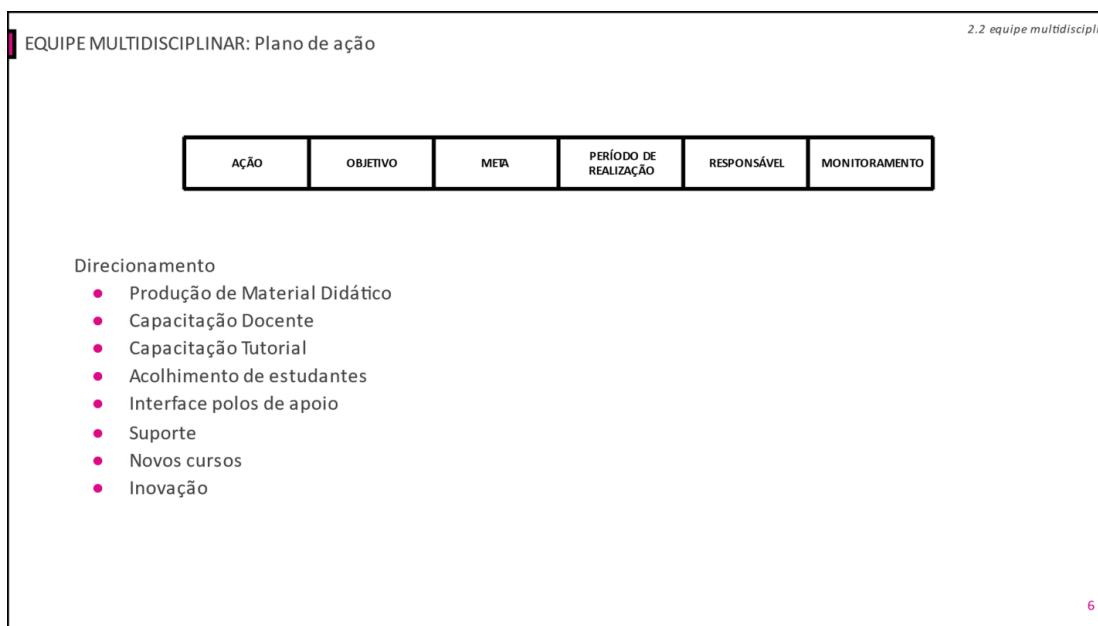 2.2 equipe multidiscipli
EQUIPE MULTIDISCIPLINAR: Plano de ação
AÇÃO OBJETIVO META PERÍODO DE REALIZAÇÃO RESPONSÁVEL MONITORAMENTO
Direcionamento
● Produção de Material Didático
● Capacitação Docente
● Capacitação Tutorial
● Acolhimento de estudantes
● Interface polos de apoio
● Suporte
● Novos cursos
● Inovação
6